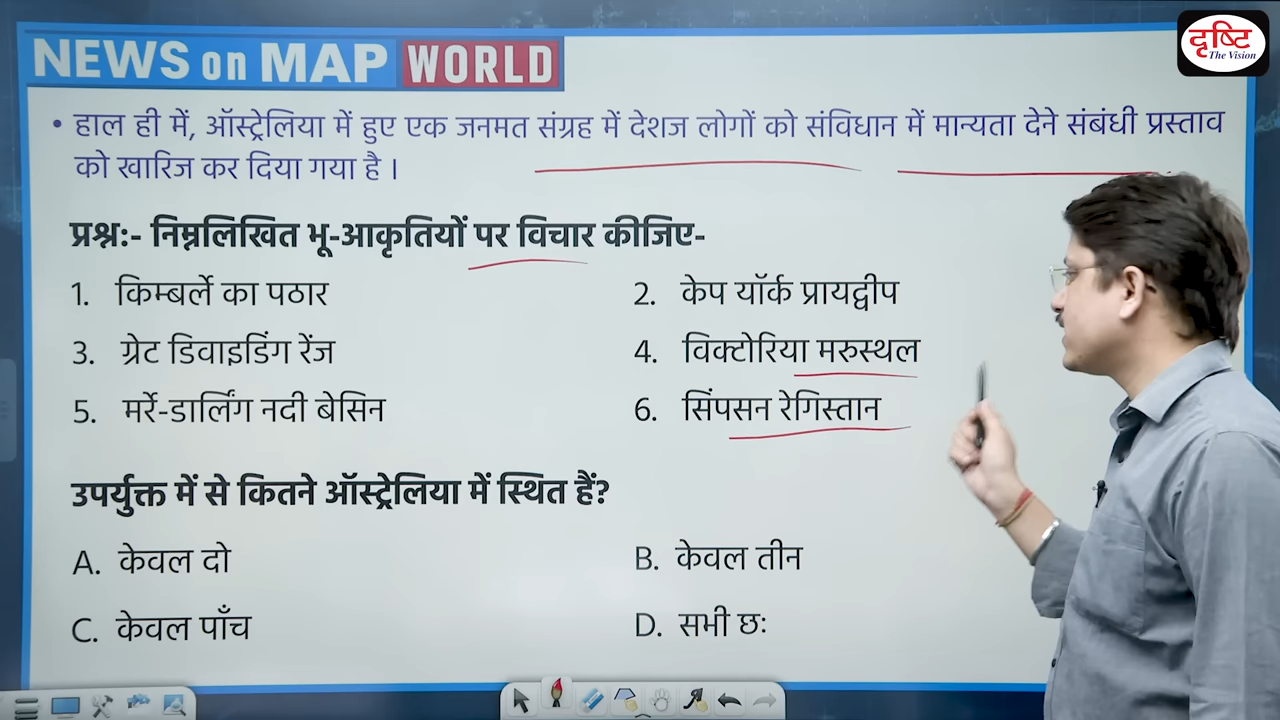 NEWS on MAP WORLD
दृष्टि
The Vision
• हाल ही में, ऑस्ट्रेलिया में हुए एक जनमत संग्रह में देशज लोगों को संविधान में मान्यता देने संबंधी प्रस्ताव
को खारिज कर दिया गया है ।
प्रश्न:- निम्नलिखित भू-आकृतियों पर विचार कीजिए-
1. किम्बर्ले का पठार
2. केप यॉर्क प्रायद्वीप
3. ग्रेट डिवाइडिंग रेंज
4. विक्टोरिया मरुस्थल
5. मर्रे-डार्लिंग नदी बेसिन
6. सिंपसन रेगिस्तान
उपर्युक्त में से कितने ऑस्ट्रेलिया में स्थित हैं?
A. केवल दो
B. केवल तीन
C. केवल पाँच
D. सभी छः